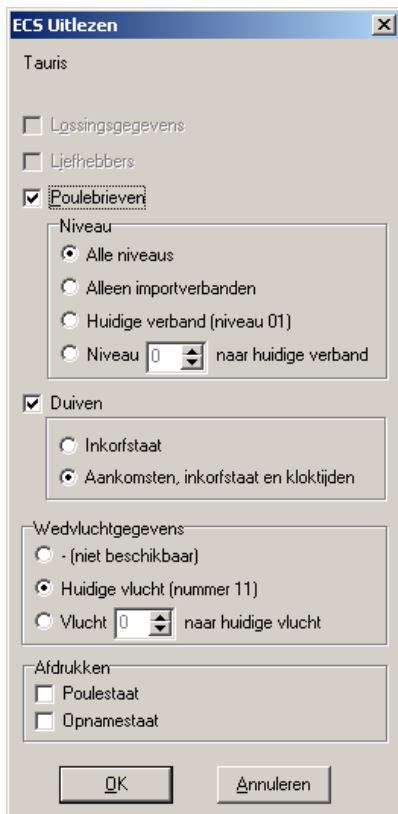 ECS Uitlezen
Tauris
Lossingsgegevens
Liefhebbers
Poulebrieven
Niveau
Alle niveaus
Alleen importverbanden
Huidige verband (niveau 01)
Niveau 0 naar huidige verband
Duiven
Inkorfstaat
Aankomsten, inkorfstaat en kloktijden
Wedvluchtgegevens
- (niet beschikbaar)
Huidige vlucht (nummer 11)
Vlucht 0 naar huidige vlucht
Afdrukken
Poulestaat
Opnamestaat
OK Annuleren